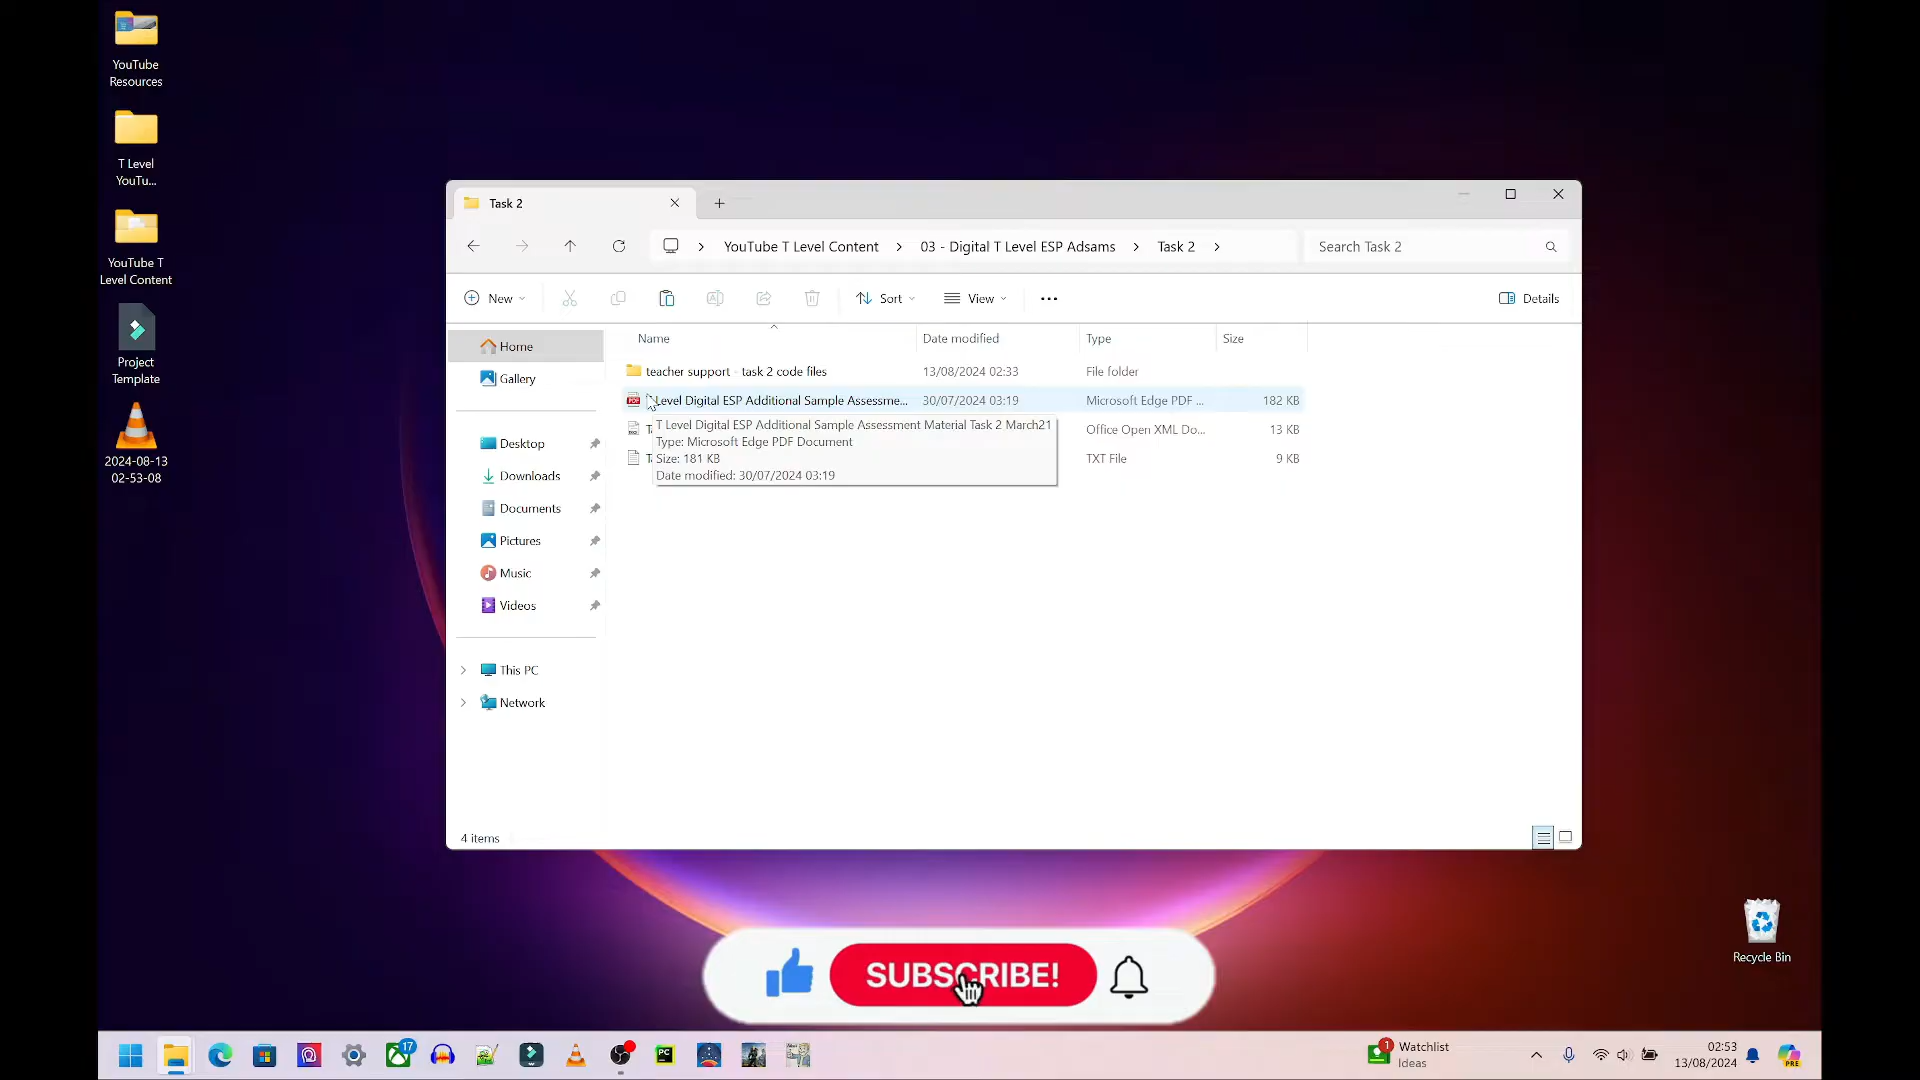 YouTube
Resources
T Level
YouTu...
YouTube T
Level Content
Project
Template
2024-08-13
02-53-08
Task 2
YouTube T Level Content
03 - Digital T Level ESP Adsams
Task 2
Search Task 2
New
Sort
View
Details
Name
Date modified
Type
Size
Home
Gallery
Desktop
Downloads
Documents
Pictures
Music
Videos
This PC
Network
teacher support - task 2 code files
13/08/2024 02:33
File folder
PDF
Level Digital ESP Additional Sample Assessme...
30/07/2024 03:19
Microsoft Edge PDF ...
182 KB
T Level Digital ESP Additional Sample Assessment Material Task 2 March21
Type: Microsoft Edge PDF Document
Size: 181 KB
Date modified: 30/07/2024 03:19
Office Open XML Do...
13 KB
TXT File
9 KB
4 items
SUBSCRIBE!
Recycle Bin
17
PC
1
Watchlist
Ideas
02:53
13/08/2024
PRE